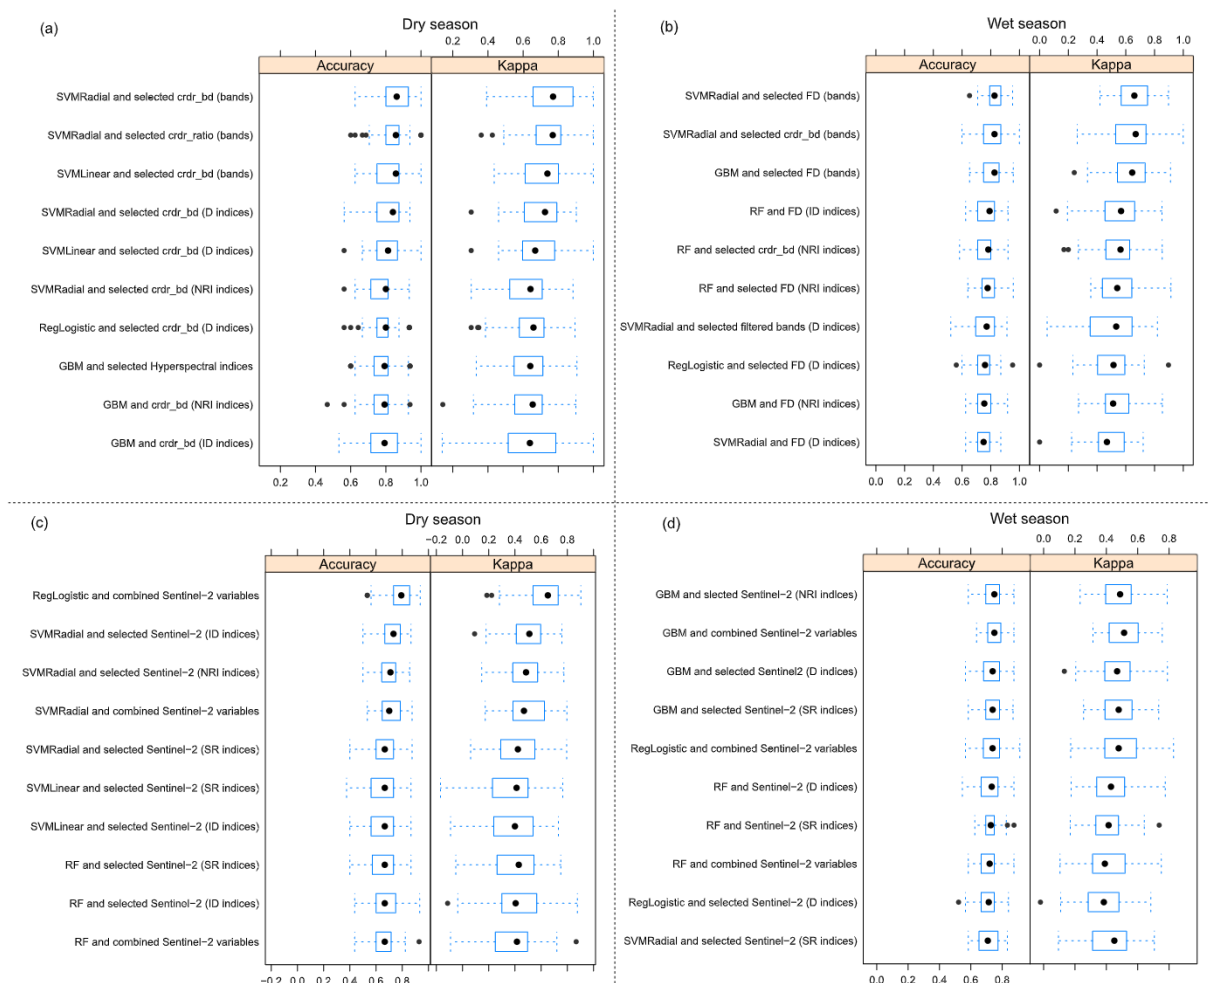 (a)
Dry season
0.2 0.4 0.6 0.8 1.0
Accuracy Kappa
SVMRadial and selected crdr_bd (bands)
SVMRadial and selected crdr_ratio (bands)
SVMLinear and selected crdr_bd (bands)
SVMRadial and selected crdr_bd (D indices)
SVMLinear and selected crdr_bd (D indices)
SVMRadial and selected crdr_bd (NRI indices)
RegLogistic and selected crdr_bd (D indices)
GBM and selected Hyperspectral indices
GBM and crdr_bd (NRI indices)
GBM and crdr_bd (ID indices)
0.2 0.4 0.6 0.8 1.0
(b)
Wet season
0.0 0.2 0.4 0.6 0.8 1.0
Accuracy Kappa
SVMRadial and selected FD (bands)
SVMRadial and selected crdr_bd (bands)
GBM and selected FD (bands)
RF and FD (ID indices)
RF and selected crdr_bd (NRI indices)
RF and selected FD (NRI indices)
SVMRadial and selected filtered bands (D indices)
RegLogistic and selected FD (D indices)
GBM and FD (NRI indices)
SVMRadial and FD (D indices)
0.0 0.2 0.4 0.6 0.8 1.0
(c)
Dry season
−0.2 0.0 0.2 0.4 0.6 0.8
Accuracy Kappa
RegLogistic and combined Sentinel−2 variables
SVMRadial and selected Sentinel−2 (ID indices)
SVMRadial and selected Sentinel−2 (NRI indices)
SVMRadial and combined Sentinel−2 variables
SVMRadial and selected Sentinel−2 (SR indices)
SVMLinear and selected Sentinel−2 (SR indices)
SVMLinear and selected Sentinel−2 (ID indices)
RF and selected Sentinel−2 (SR indices)
RF and selected Sentinel−2 (ID indices)
RF and combined Sentinel−2 variables
−0.2 0.0 0.2 0.4 0.6 0.8
(d)
Wet season
0.0 0.2 0.4 0.6 0.8
Accuracy Kappa
GBM and slected Sentinel−2 (NRI indices)
GBM and combined Sentinel−2 variables
GBM and selected Sentinel2 (D indices)
GBM and selected Sentinel−2 (SR indices)
RegLogistic and combined Sentinel−2 variables
RF and Sentinel−2 (D indices)
RF and Sentinel−2 (SR indices)
RF and combined Sentinel−2 variables
RegLogistic and selected Sentinel−2 (D indices)
SVMRadial and selected Sentinel−2 (SR indices)
0.0 0.2 0.4 0.6 0.8